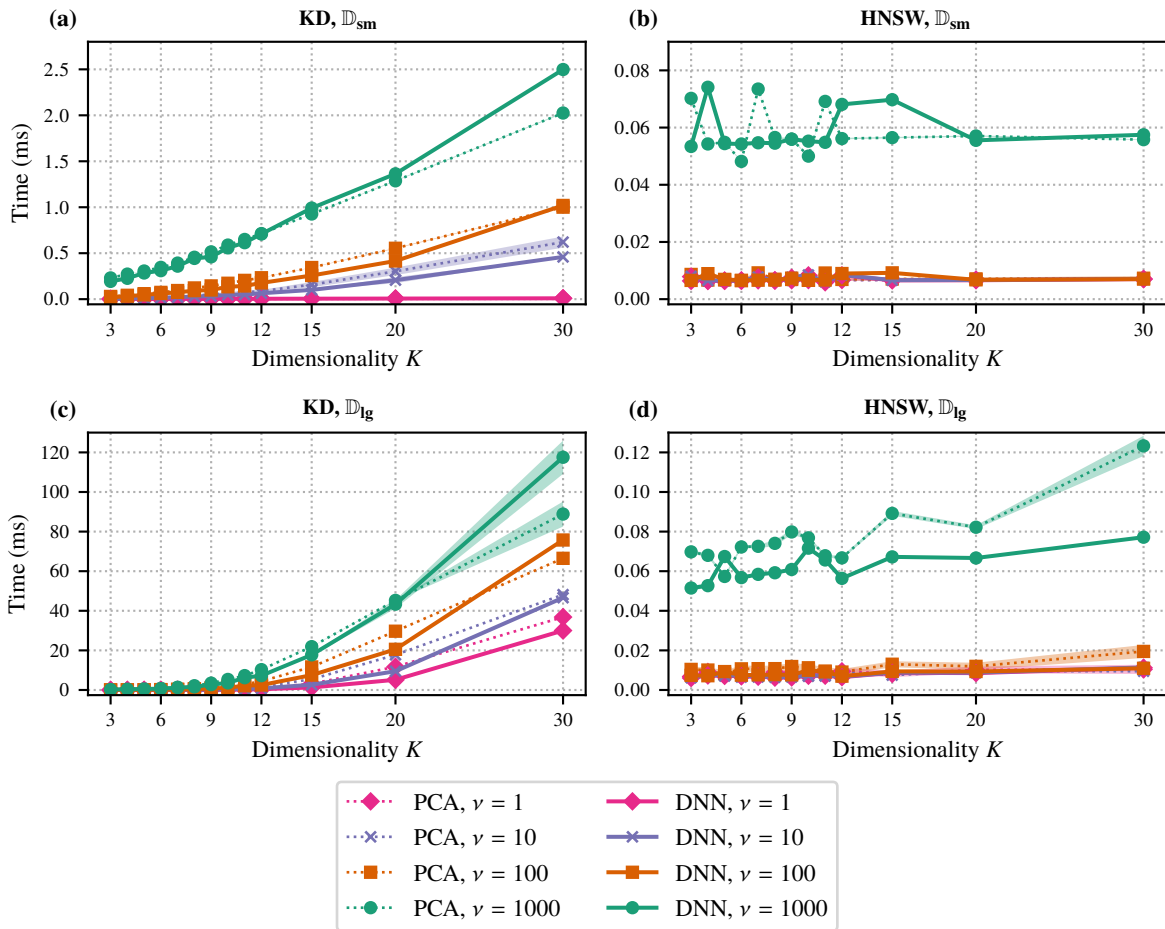 (a) KD, 𝔻sm
(b) HNSW, 𝔻sm
Time (ms)
2.5
2.0
1.5
1.0
0.5
0.0
3 6 9 12 15 20 30
Dimensionality K
0.08
0.06
0.04
0.02
0.00
3 6 9 12 15 20 30
Dimensionality K
(c) KD, 𝔻lg
(d) HNSW, 𝔻lg
Time (ms)
120
100
80
60
40
20
0
3 6 9 12 15 20 30
Dimensionality K
0.12
0.10
0.08
0.06
0.04
0.02
0.00
3 6 9 12 15 20 30
Dimensionality K
PCA, ν = 1
PCA, ν = 10
PCA, ν = 100
PCA, ν = 1000
DNN, ν = 1
DNN, ν = 10
DNN, ν = 100
DNN, ν = 1000